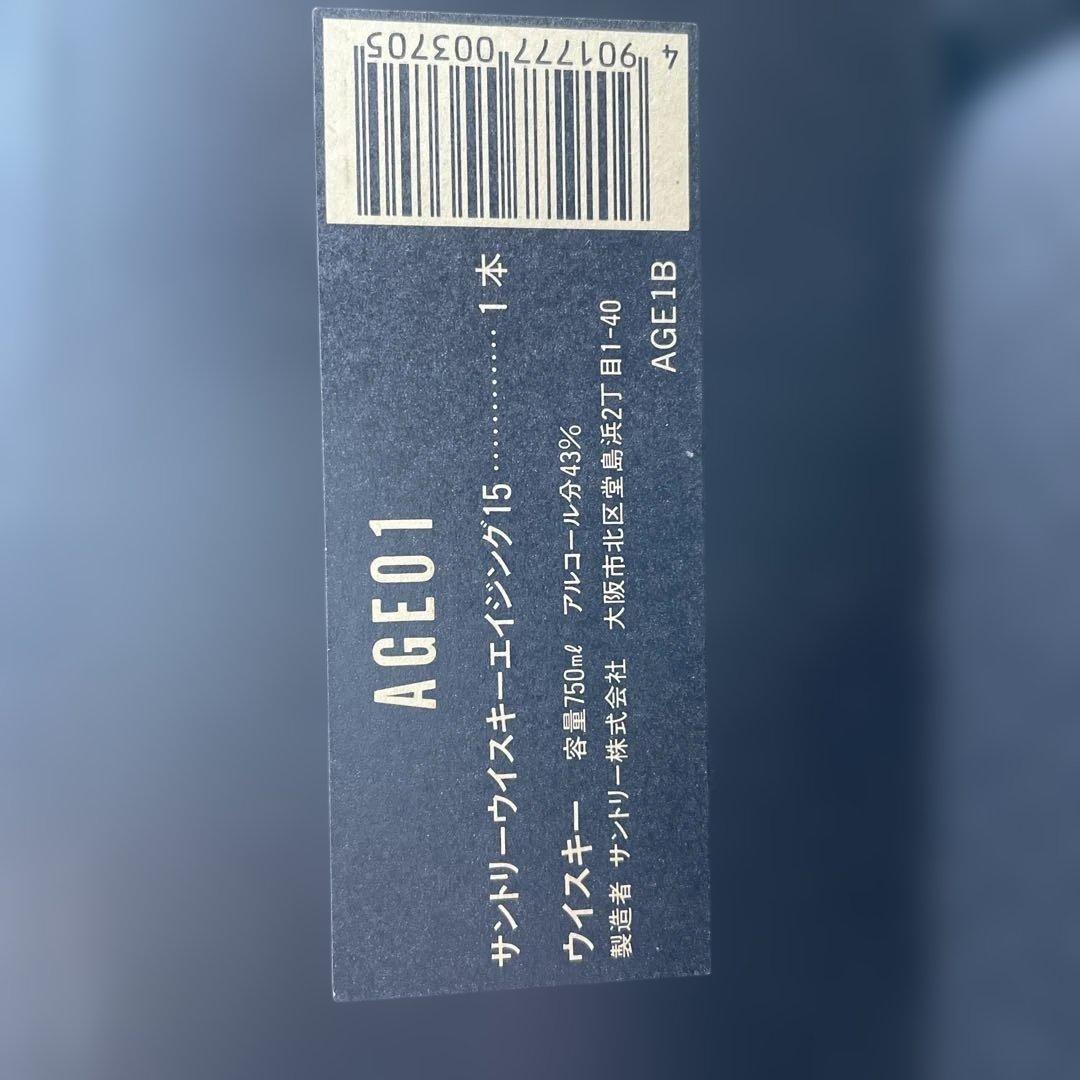 AGE01
サントリーウイスキーエイジング15…………1本
ウイスキー 容量750mℓ アルコール分43%
製造者 サントリー株式会社 大阪市北区堂島浜2丁目1-40
AGE1B
4 901777 003705